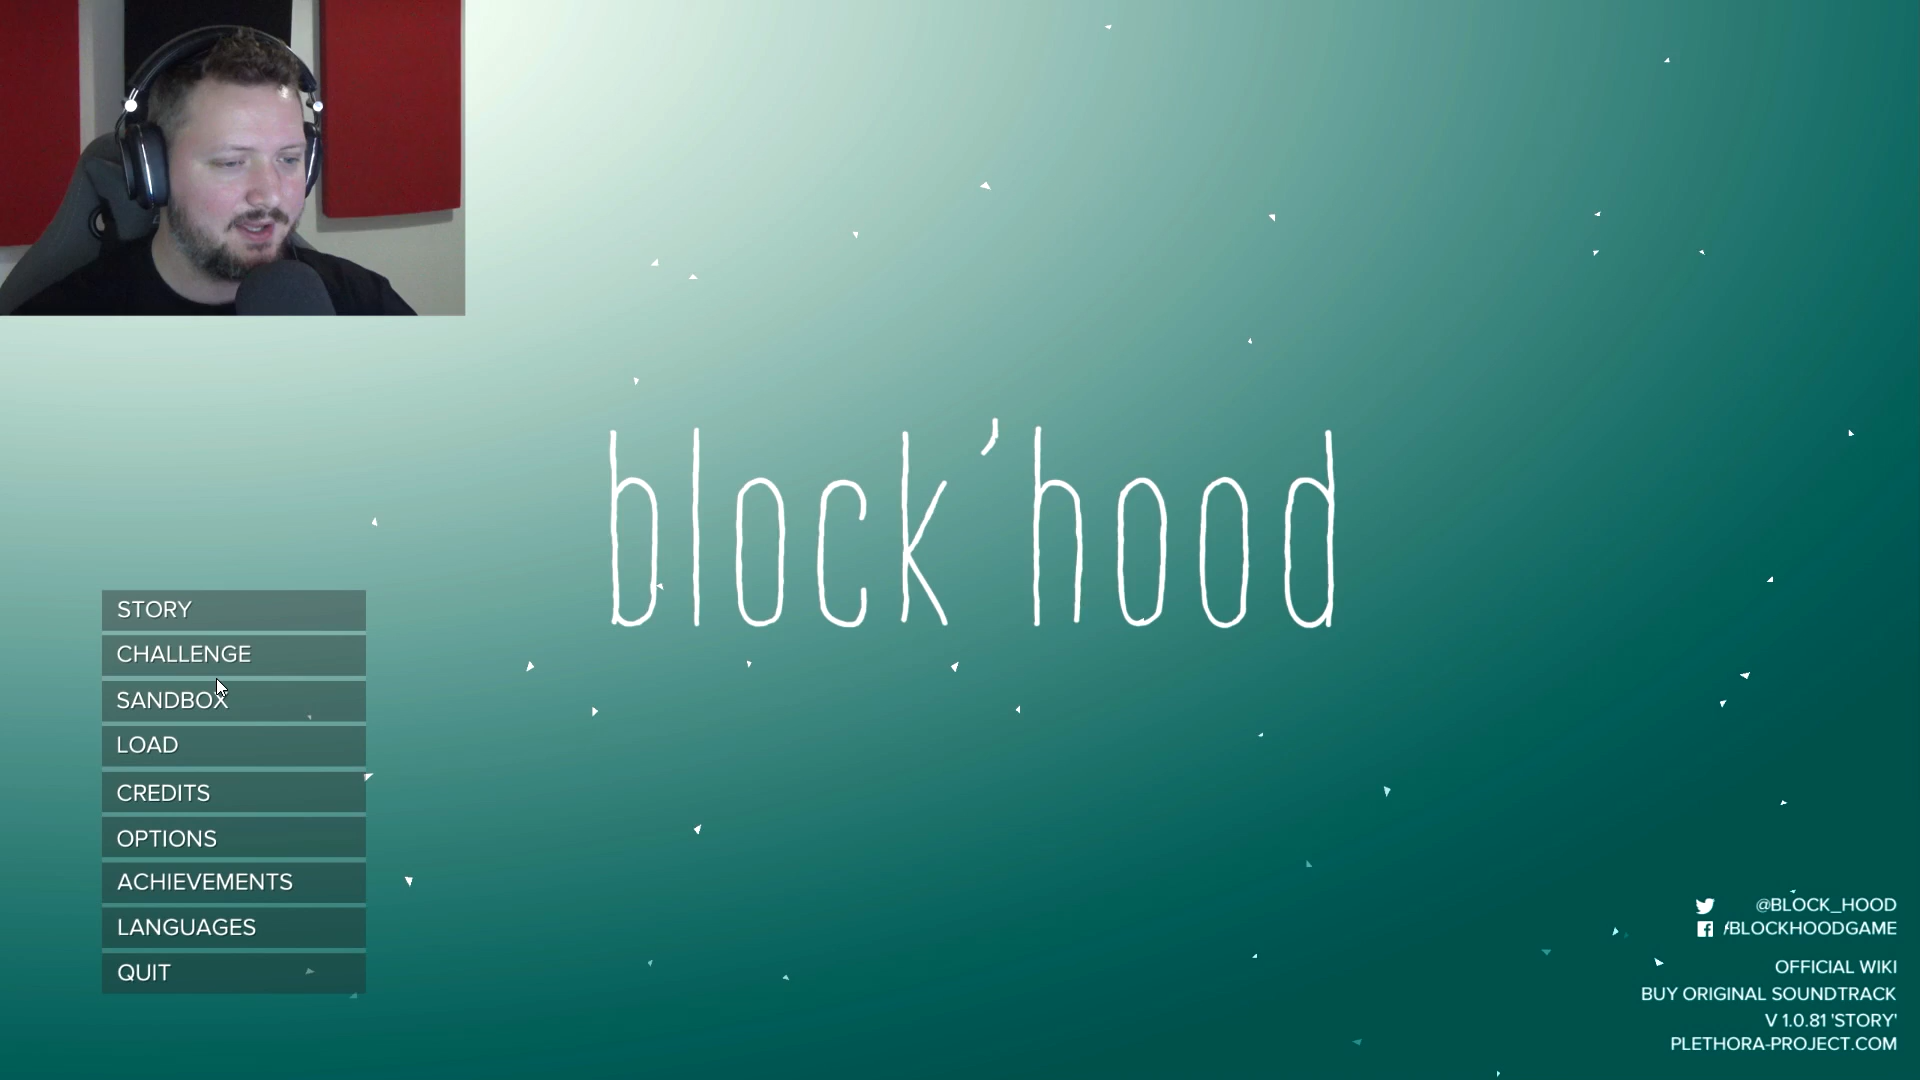 block'hood
STORY
CHALLENGE
SANDBOX
LOAD
CREDITS
OPTIONS
ACHIEVEMENTS
LANGUAGES
QUIT
@BLOCK_HOOD
/BLOCKHOODGAME
OFFICIAL WIKI
BUY ORIGINAL SOUNDTRACK
V 1.0.81 'STORY'
PLETHORA-PROJECT.COM